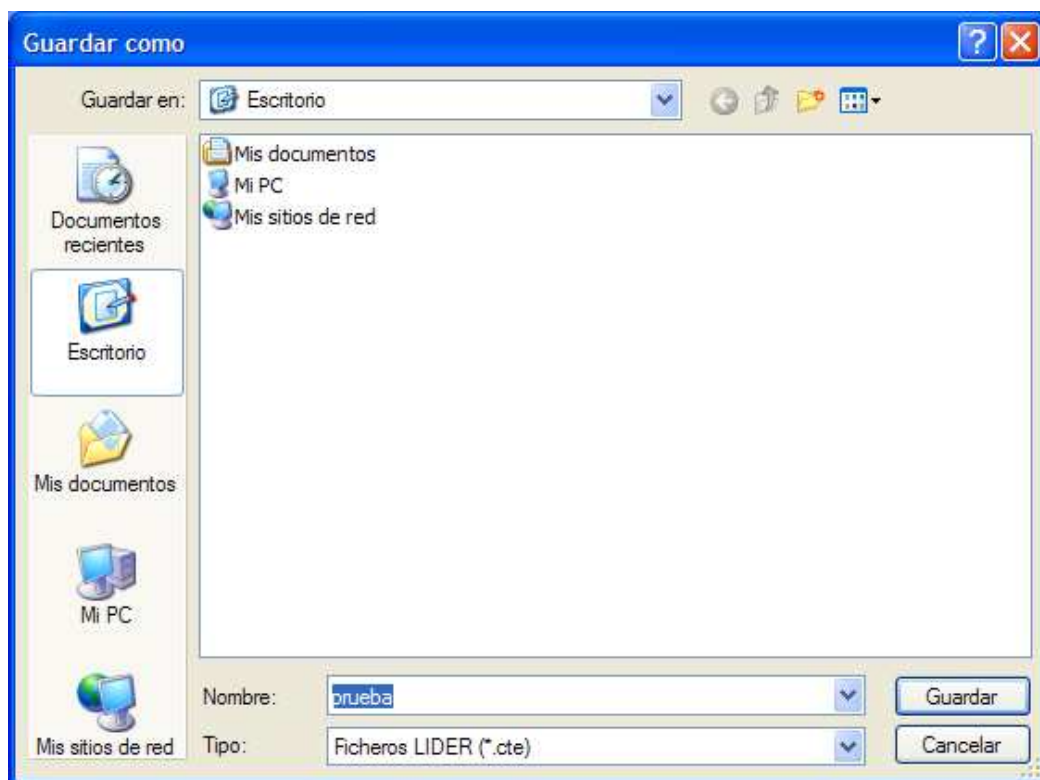 Guardar como
Guardar en:
Escritorio
Mis documentos
Mi PC
Mis sitios de red
Documentos
recientes
Escritorio
Mis documentos
Mi PC
Mis sitios de red
Nombre:
prueba
Guardar
Tipo:
Ficheros LIDER (*.cte)
Cancelar